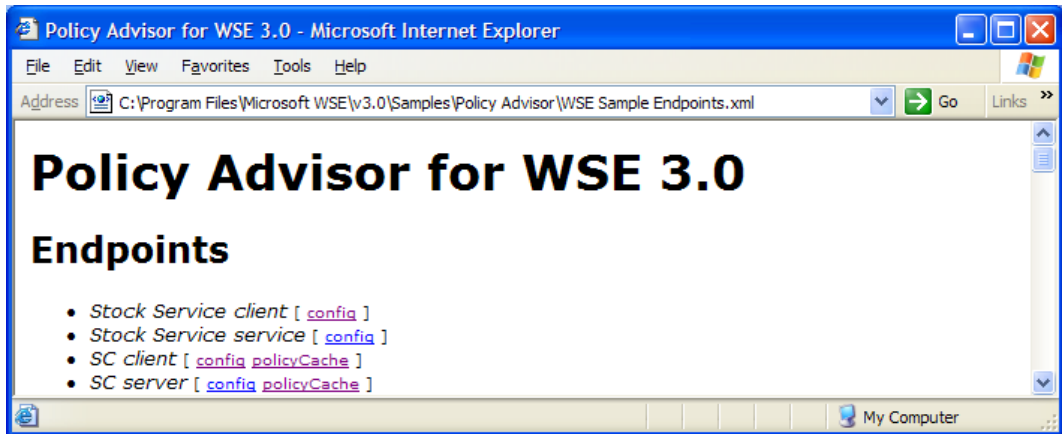 Policy Advisor for WSE 3.0 - Microsoft Internet Explorer
File Edit View Favorites Tools Help
Address C:\Program Files\Microsoft WSE\v3.0\Samples\Policy Advisor\WSE Sample Endpoints.xml Go Links »
Policy Advisor for WSE 3.0
Endpoints
• Stock Service client [ config ]
• Stock Service service [ config ]
• SC client [ config policyCache ]
• SC server [ config policyCache ]
My Computer